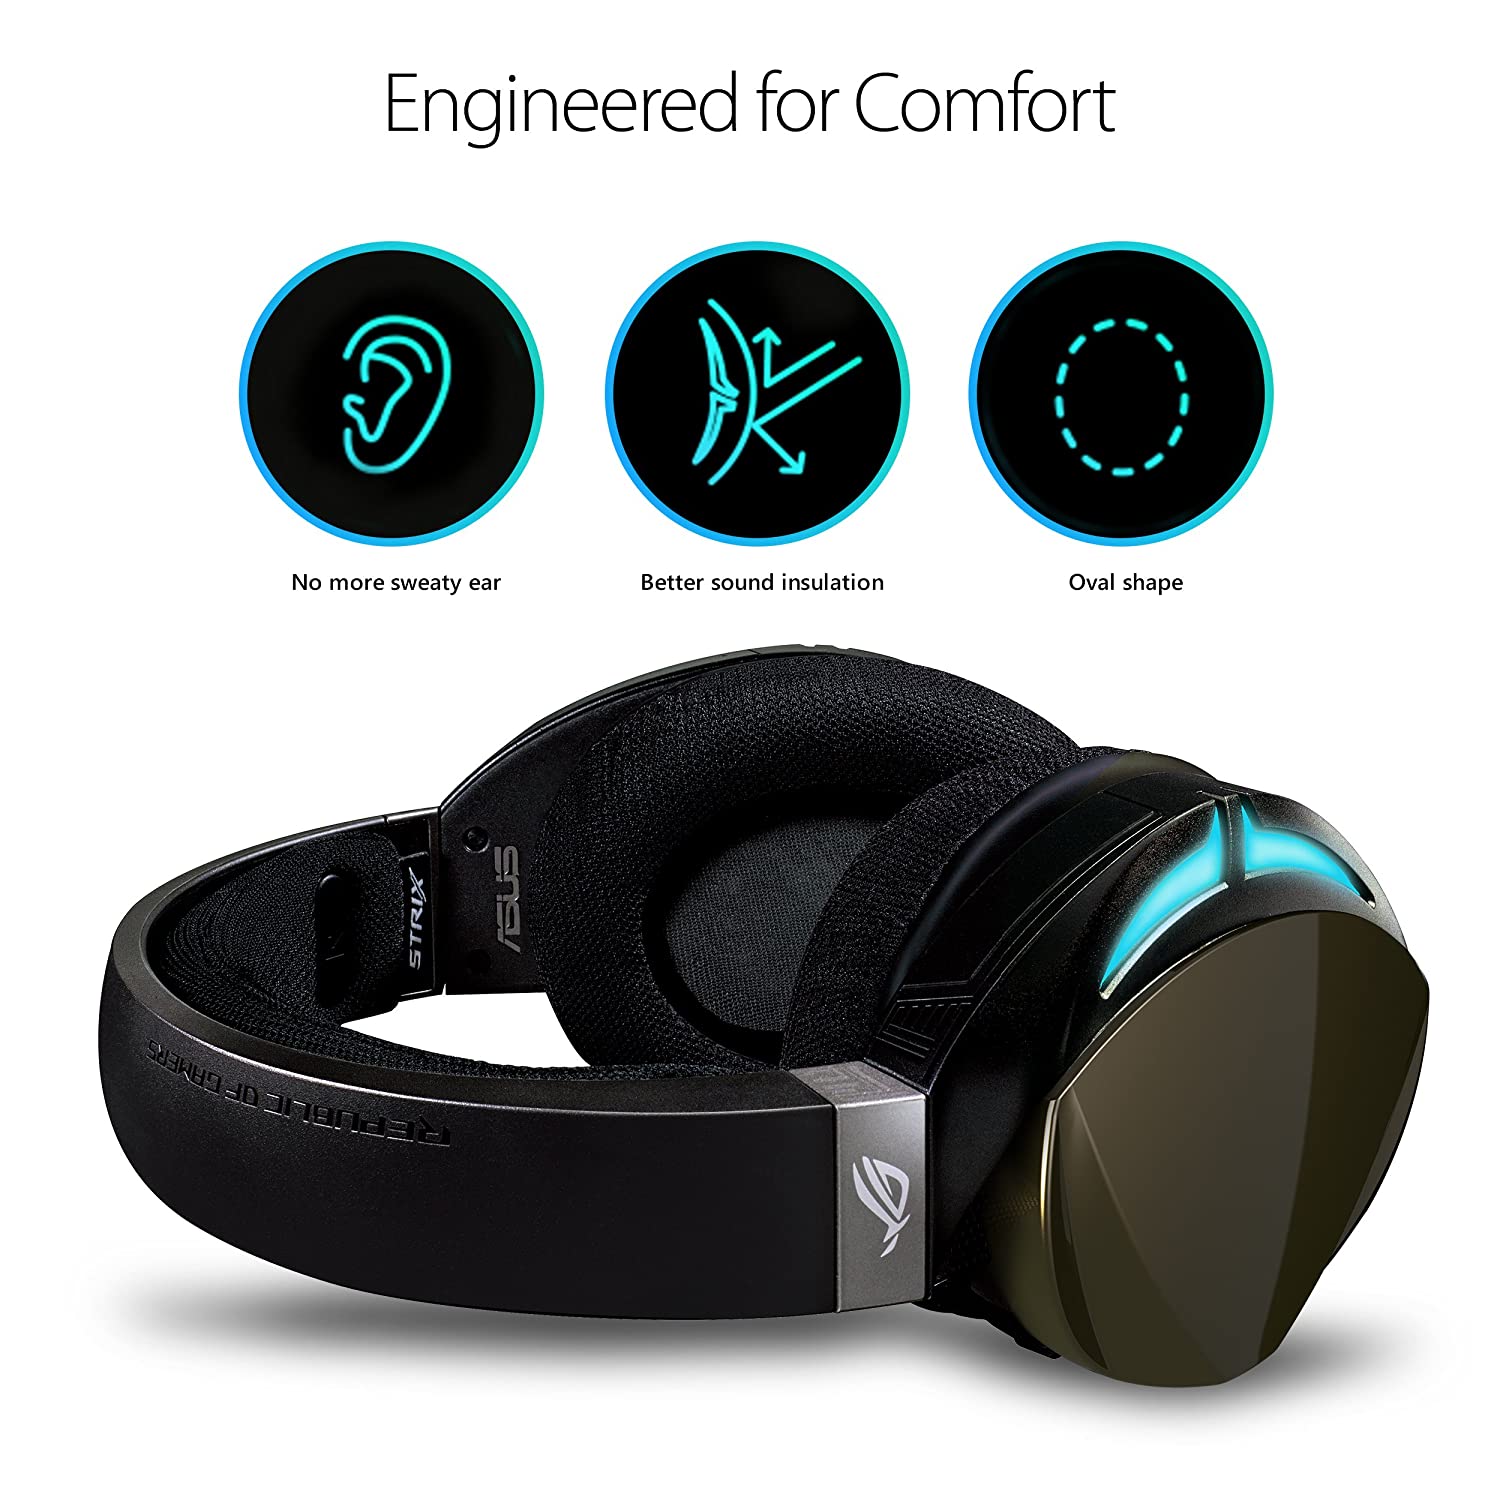 Engineered for Comfort
No more sweaty ear
Better sound insulation
Oval shape
STRIX
ASUS
REPUBLIC OF GAMERS